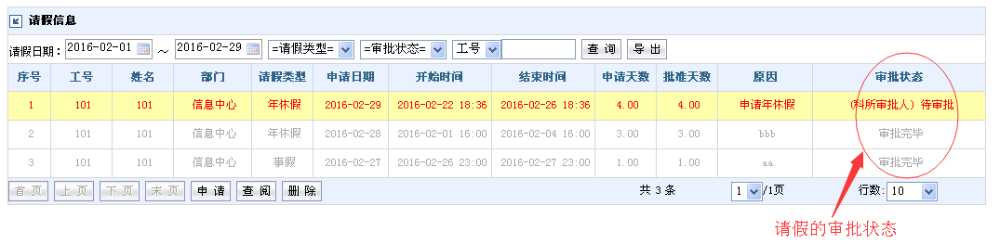 请假信息
请假日期： 2016-02-01 ～ 2016-02-29 =请假类型= =审批状态= 工号 查 询 导 出
序号 工号 姓名 部门 请假类型 申请日期 开始时间 结束时间 申请天数 批准天数 原因 审批状态
1 101 101 信息中心 年休假 2016-02-29 2016-02-22 18:36 2016-02-26 18:36 4.00 4.00 申请年休假 (科所审批人）待审批
2 101 101 信息中心 年休假 2016-02-28 2016-02-01 16:00 2016-02-04 16:00 3.00 3.00 bbb 审批完毕
3 101 101 信息中心 事假 2016-02-27 2016-02-26 23:00 2016-02-27 23:00 1.00 1.00 aa 审批完毕
首 页 上 页 下 页 末 页 申 请 查 阅 删 除 共 3 条 1 /1页 行数: 10
请假的审批状态